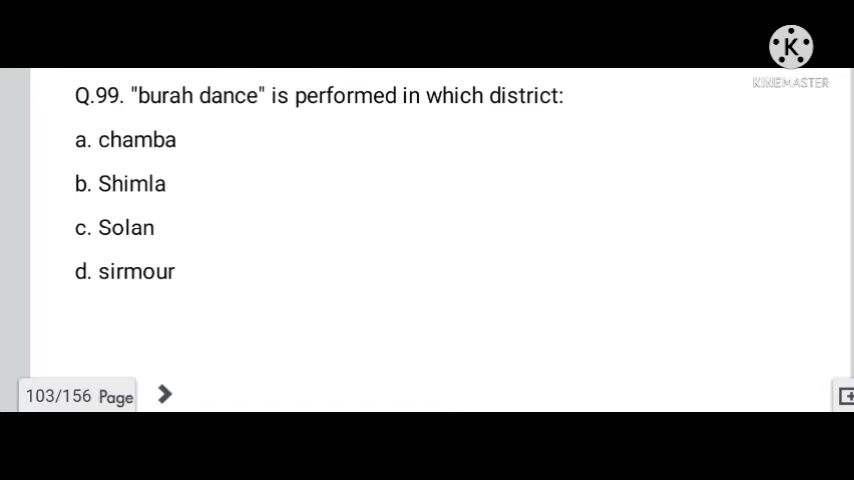 K
KINEMASTER
Q.99. "burah dance" is performed in which district:
a. chamba
b. Shimla
c. Solan
d. sirmour
103/156 Page